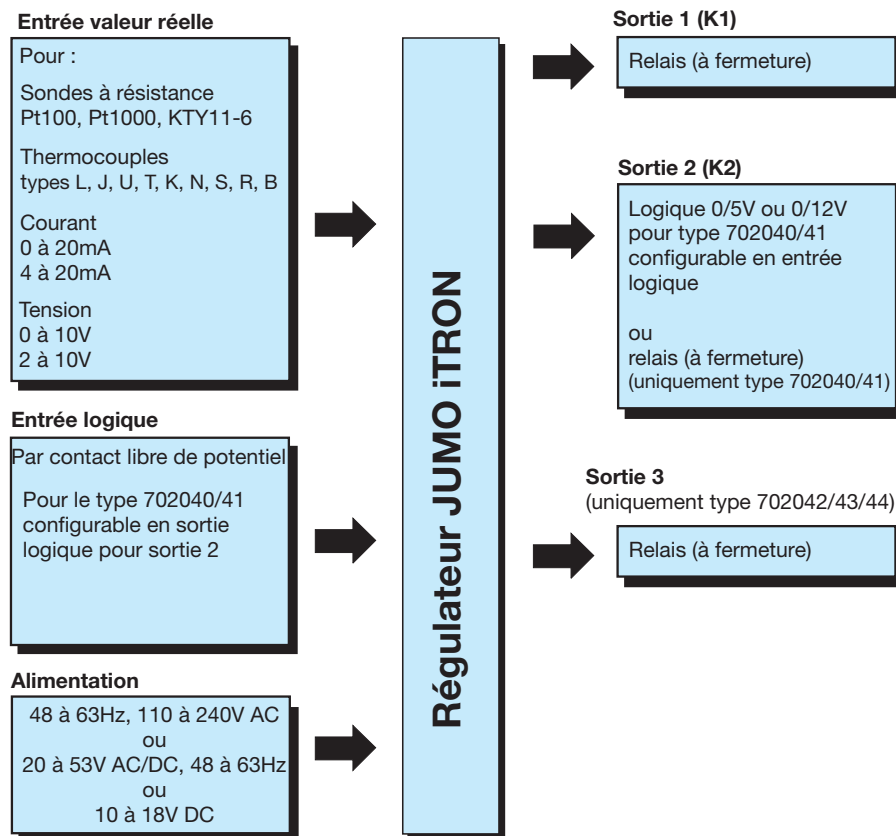 Entrée valeur réelle
Pour :
Sondes à résistance
Pt100, Pt1000, KTY11-6
Thermocouples
types L, J, U, T, K, N, S, R, B
Courant
0 à 20mA
4 à 20mA
Tension
0 à 10V
2 à 10V
Entrée logique
Par contact libre de potentiel
Pour le type 702040/41
configurable en sortie
logique pour sortie 2
Alimentation
48 à 63Hz, 110 à 240V AC
ou
20 à 53V AC/DC, 48 à 63Hz
ou
10 à 18V DC
Régulateur JUMO iTRON
Sortie 1 (K1)
Relais (à fermeture)
Sortie 2 (K2)
Logique 0/5V ou 0/12V
pour type 702040/41
configurable en entrée
logique
ou
relais (à fermeture)
(uniquement type 702040/41)
Sortie 3
(uniquement type 702042/43/44)
Relais (à fermeture)